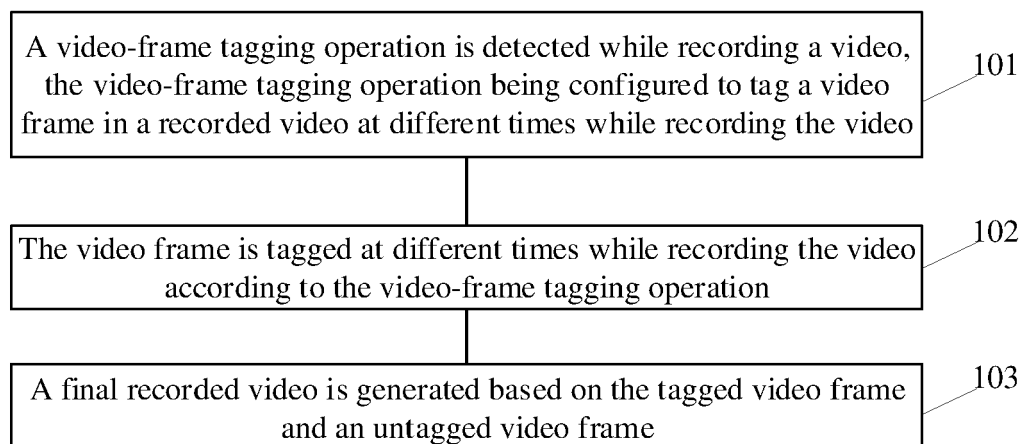 A video-frame tagging operation is detected while recording a video,
the video-frame tagging operation being configured to tag a video
frame in a recorded video at different times while recording the video
101
The video frame is tagged at different times while recording the video
according to the video-frame tagging operation
102
A final recorded video is generated based on the tagged video frame
and an untagged video frame
103